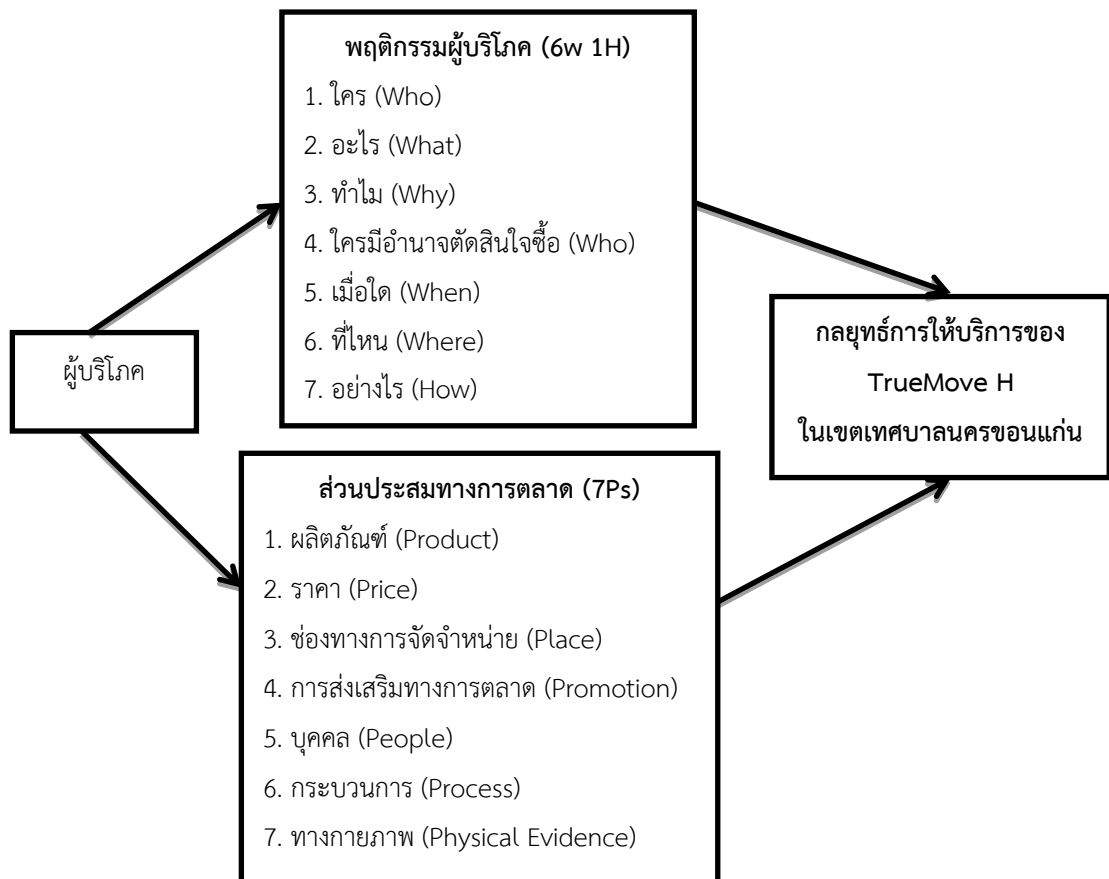 พฤติกรรมผู้บริโภค (6w 1H)
1. ใคร (Who)
2. อะไร (What)
3. ทำไม (Why)
4. ใครมีอำนาจตัดสินใจซื้อ (Who)
5. เมื่อใด (When)
6. ที่ไหน (Where)
7. อย่างไร (How)
ผู้บริโภค
กลยุทธ์การให้บริการของ
TrueMove H
ในเขตเทศบาลนครขอนแก่น
ส่วนประสมทางการตลาด (7Ps)
1. ผลิตภัณฑ์ (Product)
2. ราคา (Price)
3. ช่องทางการจัดจำหน่าย (Place)
4. การส่งเสริมทางการตลาด (Promotion)
5. บุคคล (People)
6. กระบวนการ (Process)
7. ทางกายภาพ (Physical Evidence)